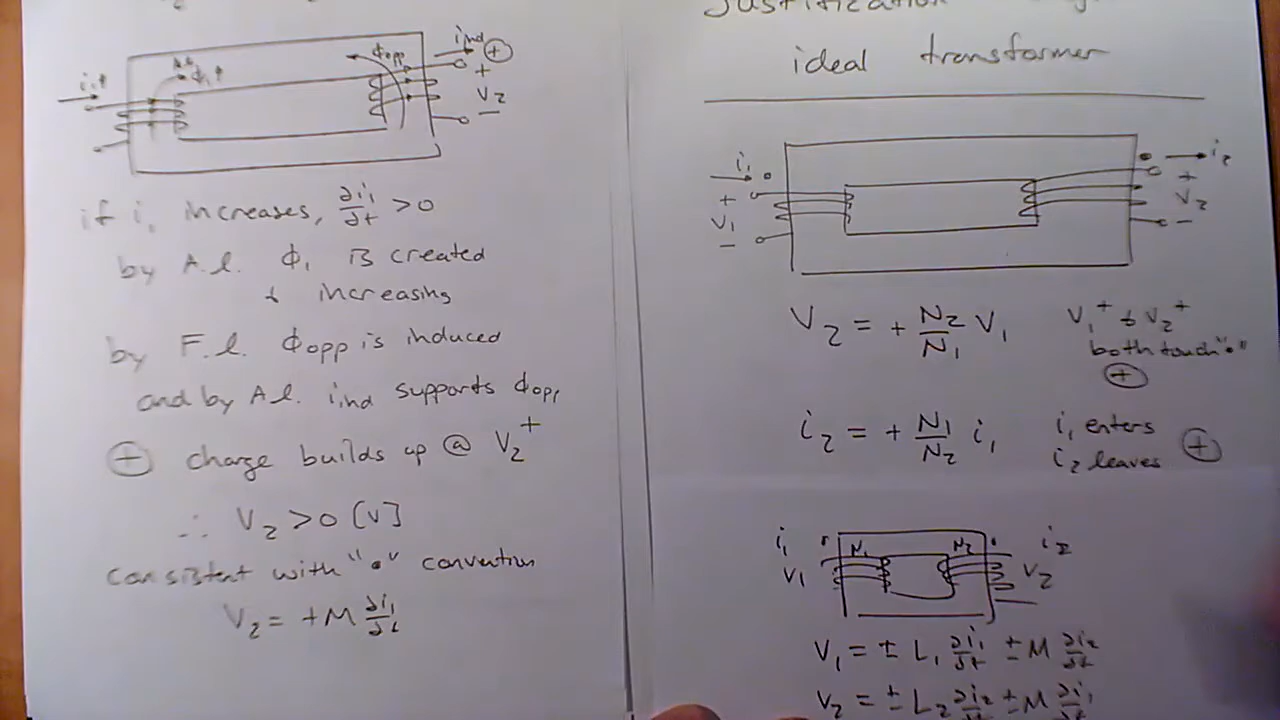 i₁↑
Φ₁↑
Φopp
ind
⊕
+
V₂
−
if i₁ increases, ∂i₁/∂t > 0
by A.L. Φ₁ is created
+ increasing
by F.L. Φopp is induced
and by A.L. iind supports Φopp
⊕ charge builds up @ V₂⁺
∴ V₂ > 0 [V]
consistent with "•" convention
V₂ = +M ∂i₁/∂t
Justification
ideal transformer
i₁
+
V₁
−
i₂
+
V₂
−
V₂ = + N₂/N₁ V₁
V₁⁺ & V₂⁺
both touch "•"
⊕
i₂ = + N₁/N₂ i₁
i₁ enters
i₂ leaves
⊕
i₁ N₁ N₂ i₂
V₁ V₂
V₁ = ± L₁ ∂i₁/∂t ± M ∂i₂/∂t
V₂ = ± L₂ ∂i₂/∂t ± M ∂i₁/∂t